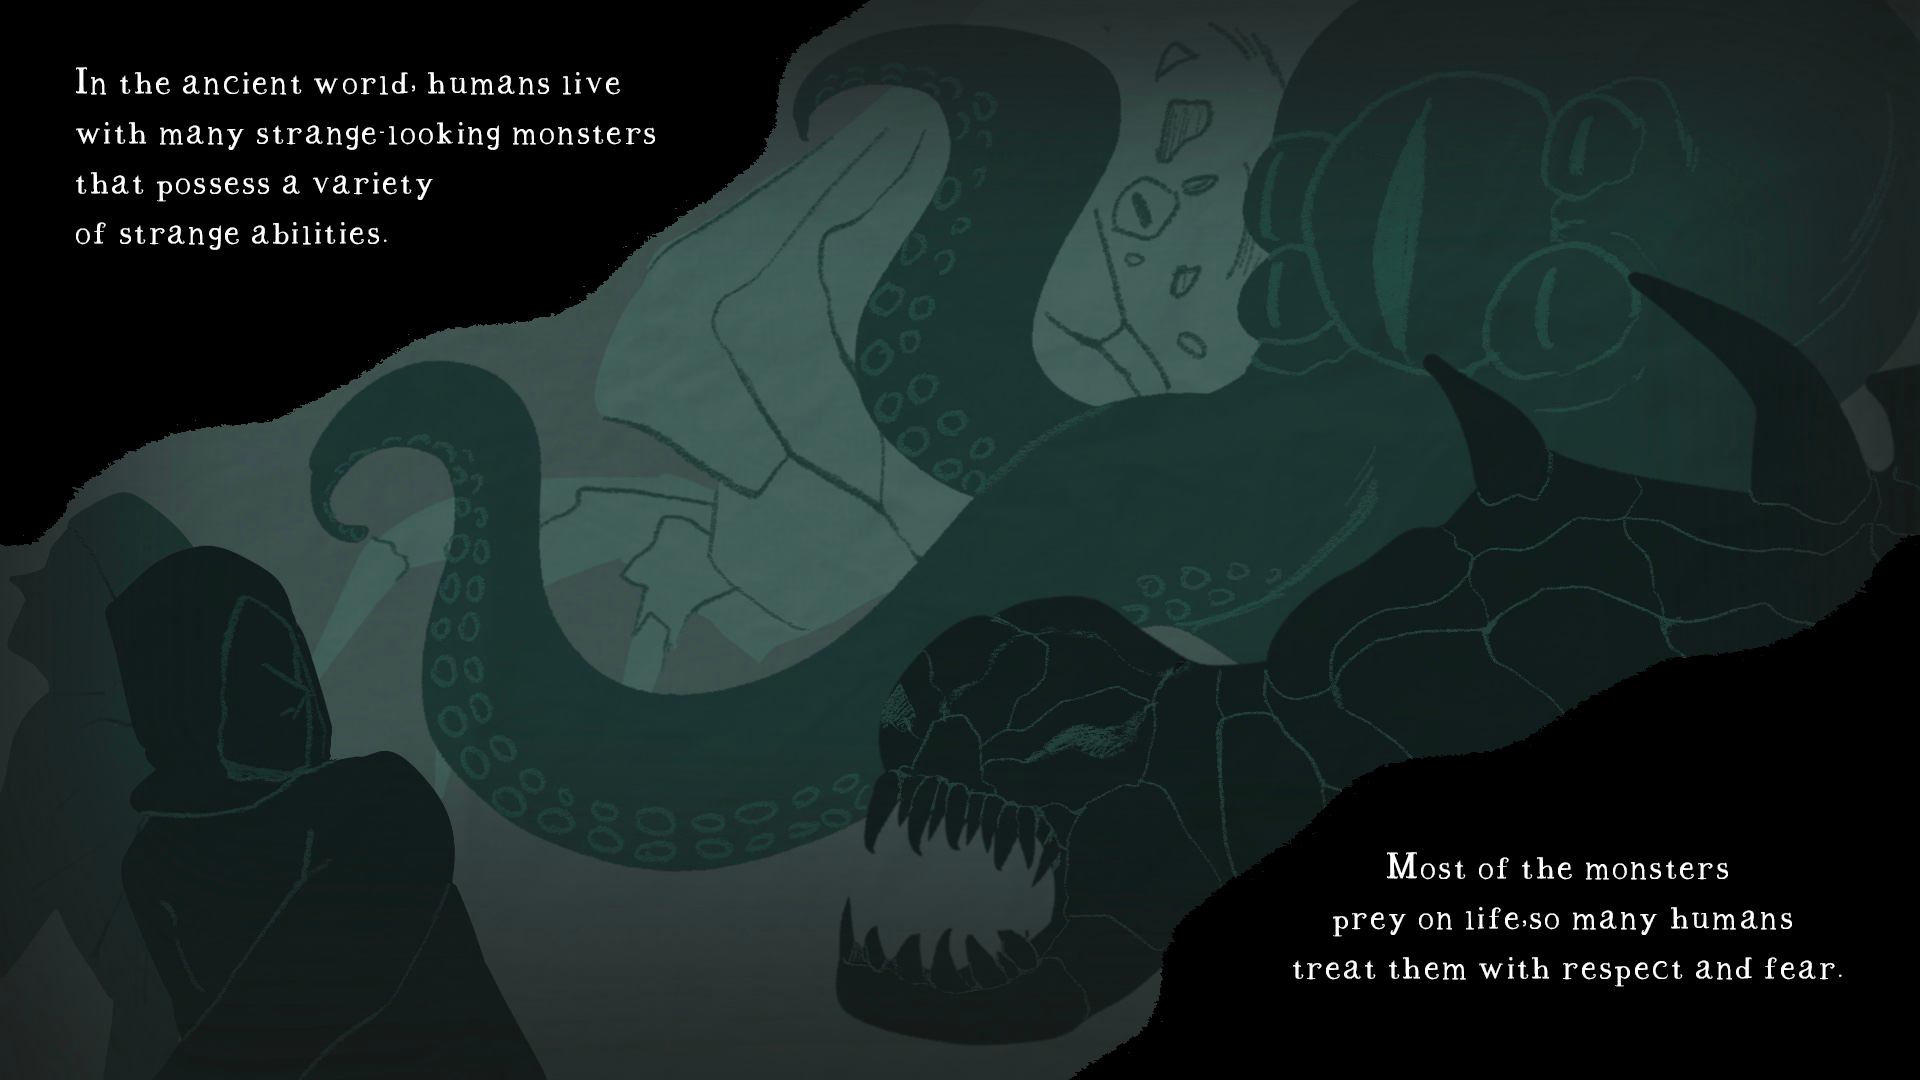 In the ancient world, humans live
with many strange-looking monsters
that possess a variety
of strange abilities.
Most of the monsters
prey on life,so many humans
treat them with respect and fear.